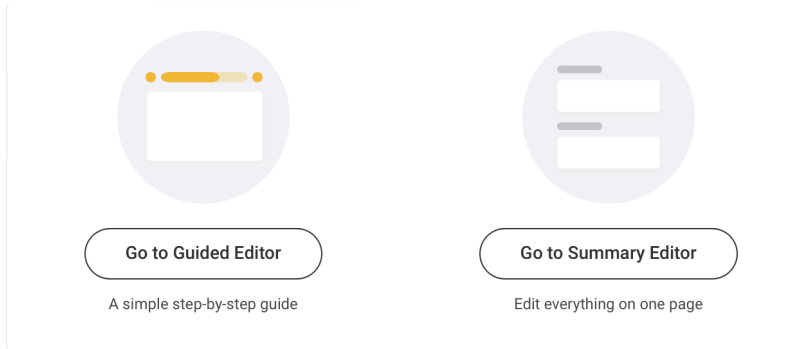 Go to Guided Editor
A simple step-by-step guide
Go to Summary Editor
Edit everything on one page